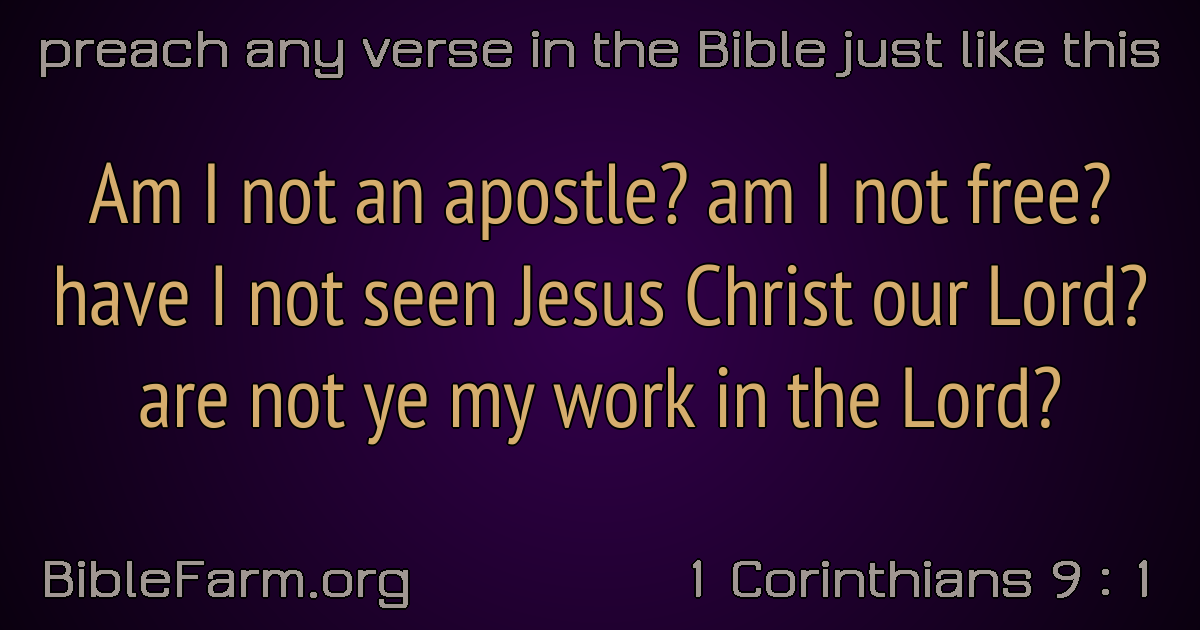 preach any verse in the Bible just like this
Am I not an apostle? am I not free?
have I not seen Jesus Christ our Lord?
are not ye my work in the Lord?
BibleFarm.org
1 Corinthians 9 : 1